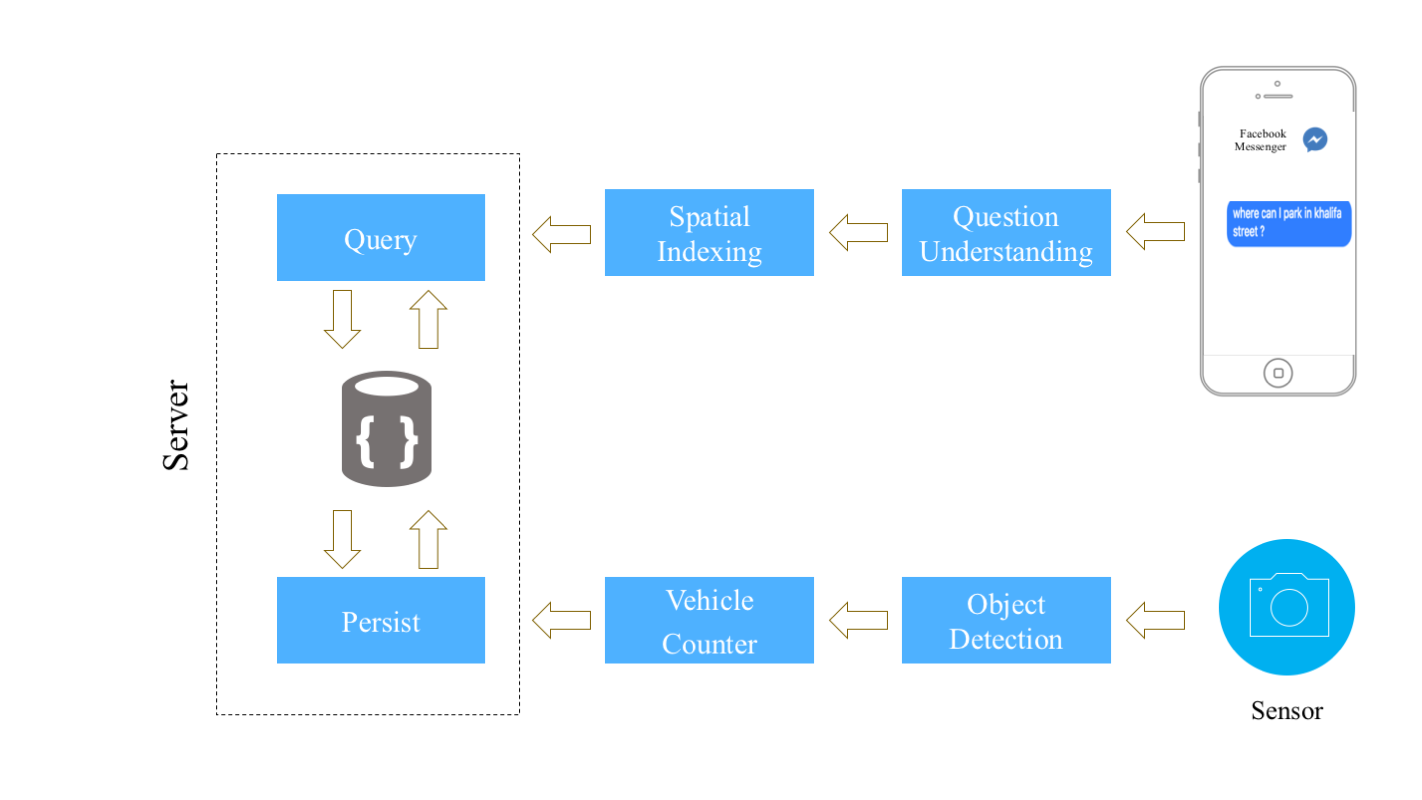 Facebook
Messenger
where can I park in khalifa
street ?
Query
Spatial
Indexing
Question
Understanding
Server
{ }
Persist
Vehicle
Counter
Object
Detection
Sensor